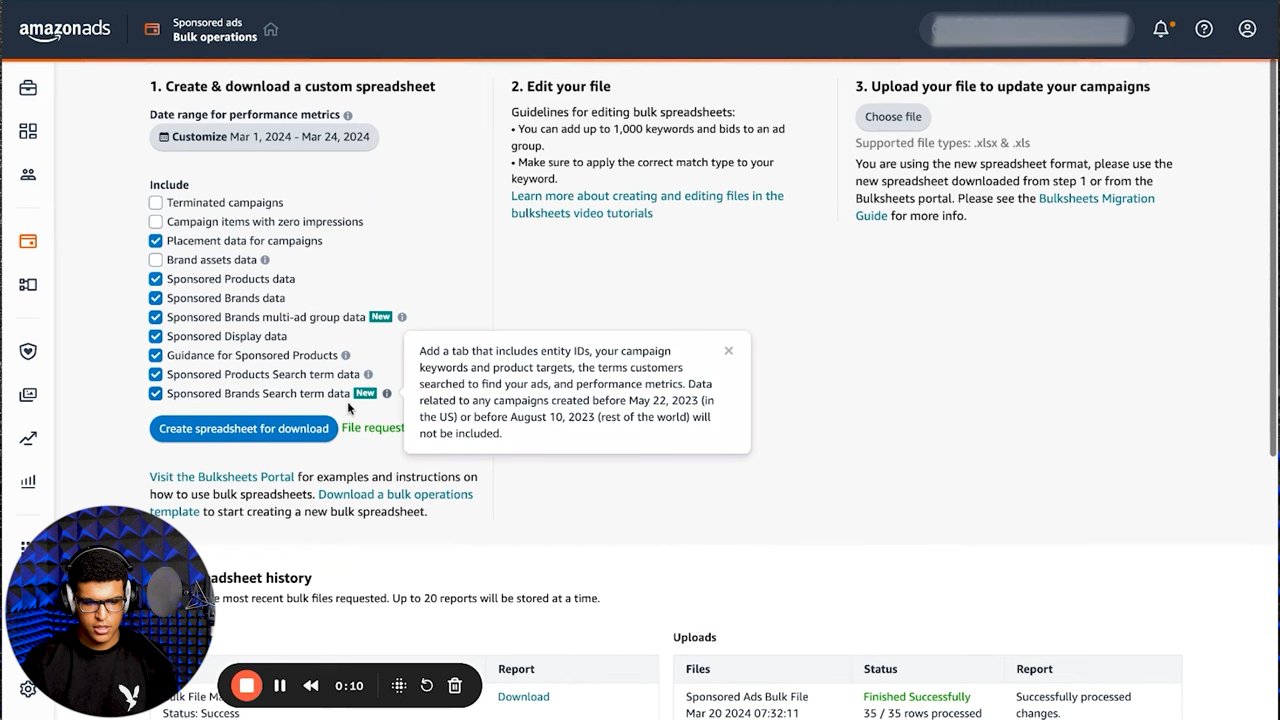 amazonads
Sponsored ads
Bulk operations
1. Create & download a custom spreadsheet
Date range for performance metrics
Customize Mar 1, 2024 - Mar 24, 2024
Include
Terminated campaigns
Campaign items with zero impressions
Placement data for campaigns
Brand assets data
Sponsored Products data
Sponsored Brands data
Sponsored Brands multi-ad group data New
Sponsored Display data
Guidance for Sponsored Products
Sponsored Products Search term data
Sponsored Brands Search term data New
Create spreadsheet for download
File request
Visit the Bulksheets Portal for examples and instructions on
how to use bulk spreadsheets. Download a bulk operations
template to start creating a new bulk spreadsheet.
2. Edit your file
Guidelines for editing bulk spreadsheets:
• You can add up to 1,000 keywords and bids to an ad
group.
• Make sure to apply the correct match type to your
keyword.
Learn more about creating and editing files in the
bulksheets video tutorials
3. Upload your file to update your campaigns
Choose file
Supported file types: .xlsx & .xls
You are using the new spreadsheet format, please use the
new spreadsheet downloaded from step 1 or from the
Bulksheets portal. Please see the Bulksheets Migration
Guide for more info.
Add a tab that includes entity IDs, your campaign
keywords and product targets, the terms customers
searched to find your ads, and performance metrics. Data
related to any campaigns created before May 22, 2023 (in
the US) or before August 10, 2023 (rest of the world) will
not be included.
adsheet history
most recent bulk files requested. Up to 20 reports will be stored at a time.
Report
Download
Status: Success
0:10
Uploads
Files Status Report
Sponsored Ads Bulk File Finished Successfully Successfully processed
Mar 20 2024 07:32:11 35 / 35 rows processed changes.